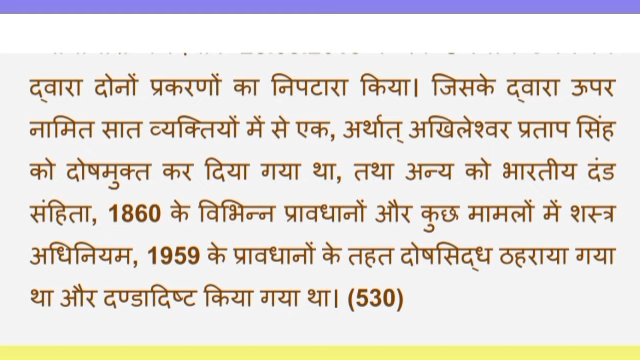 द्वारा दोनों प्रकरणों का निपटारा किया। जिसके द्वारा ऊपर
नामित सात व्यक्तियों में से एक, अर्थात् अखिलेश्वर प्रताप सिंह
को दोषमुक्त कर दिया गया था, तथा अन्य को भारतीय दंड
संहिता, 1860 के विभिन्न प्रावधानों और कुछ मामलों में शस्त्र
अधिनियम, 1959 के प्रावधानों के तहत दोषसिद्ध ठहराया गया
था और दण्डादिष्ट किया गया था। (530)